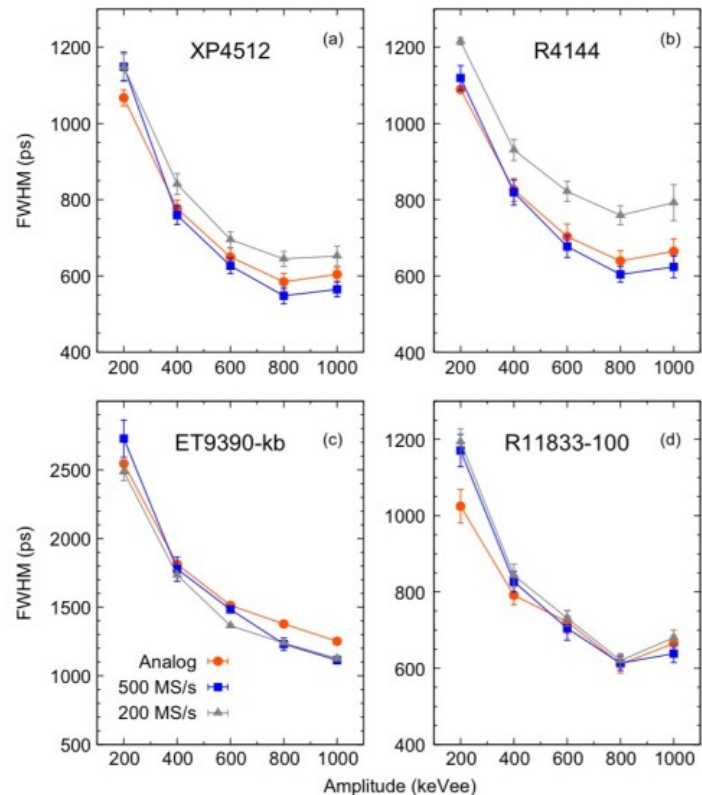 XP4512 (a)
1200
1000
800
600
400
FWHM (ps)
200 400 600 800 1000
R4144 (b)
1200
1000
800
600
400
200 400 600 800 1000
ET9390-kb (c)
2500
2000
1500
1000
500
FWHM (ps)
Analog
500 MS/s
200 MS/s
200 400 600 800 1000
R11833-100 (d)
1200
1000
800
600
400
200 400 600 800 1000
Amplitude (keVee)